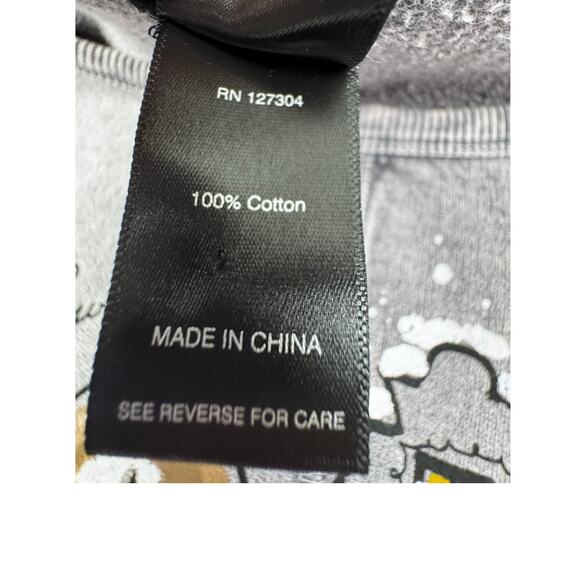 RN 127304
100% Cotton
MADE IN CHINA
SEE REVERSE FOR CARE